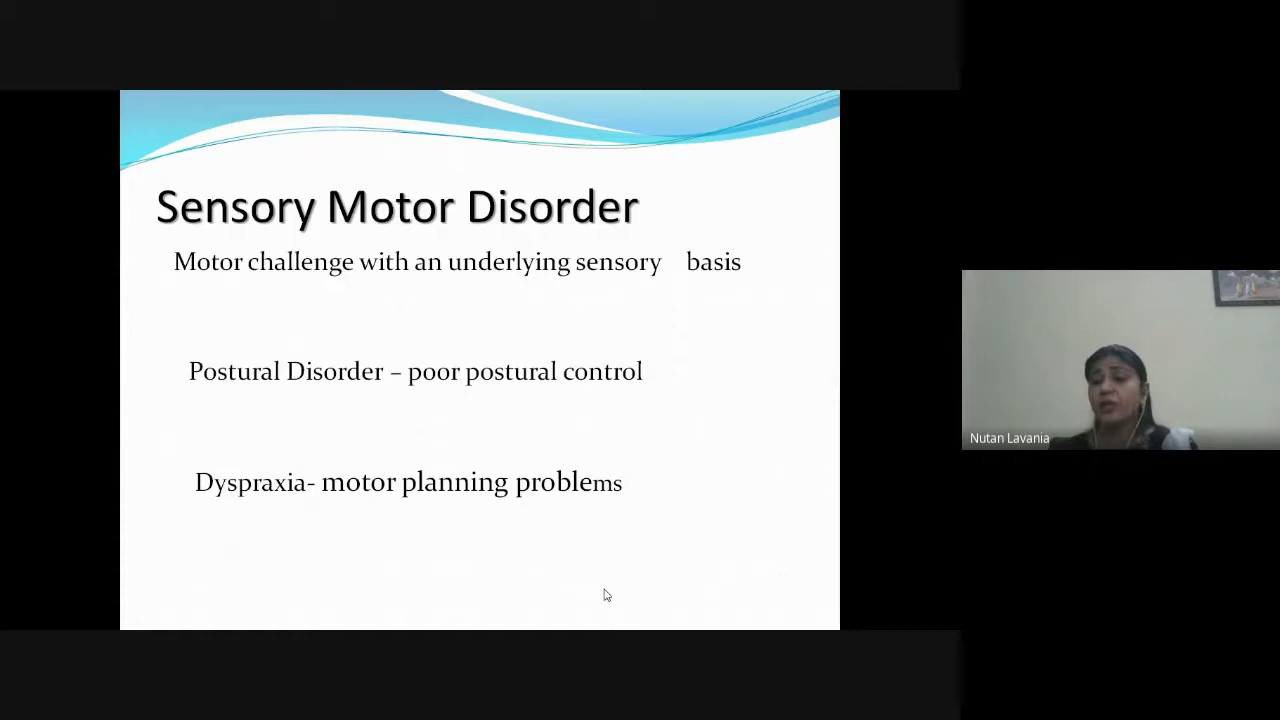 Sensory Motor Disorder
Motor challenge with an underlying sensory basis
Postural Disorder – poor postural control
Dyspraxia- motor planning problems
Nutan Lavania